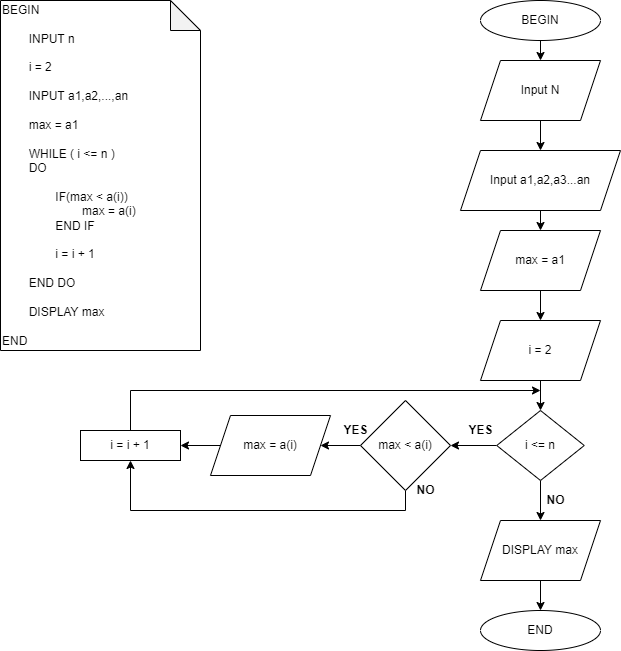 BEGIN
INPUT n
i = 2
INPUT a1,a2,...,an
max = a1
WHILE ( i <= n )
DO
IF(max < a(i))
max = a(i)
END IF
i = i + 1
END DO
DISPLAY max
END
BEGIN
Input N
Input a1,a2,a3...an
max = a1
i = 2
i <= n
YES
max < a(i)
YES
max = a(i)
i = i + 1
NO
NO
DISPLAY max
END